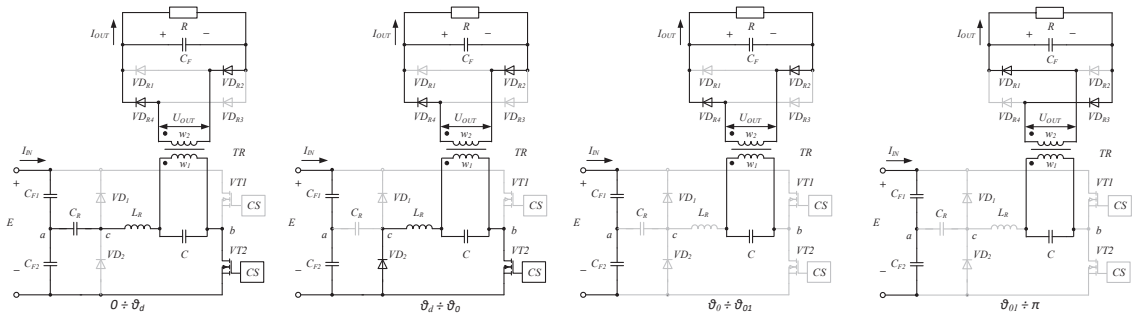 R
I_OUT + −
C_F
VD_R1 VD_R2
VD_R4 U_OUT VD_R3
w_2
I_IN w_1 TR
+ C_F1 VD_1 VT1
CS
E C_R L_R
a c b
C_F2 VD_2 C VT2
− CS
0 ÷ ϑ_d
R
I_OUT + −
C_F
VD_R1 VD_R2
VD_R4 U_OUT VD_R3
w_2
I_IN w_1 TR
+ C_F1 VD_1 VT1
CS
E C_R L_R
a c b
C_F2 VD_2 C VT2
− CS
ϑ_d ÷ ϑ_0
R
I_OUT + −
C_F
VD_R1 VD_R2
VD_R4 U_OUT VD_R3
w_2
I_IN w_1 TR
+ C_F1 VD_1 VT1
CS
E C_R L_R
a c b
C_F2 VD_2 C VT2
− CS
ϑ_0 ÷ ϑ_01
R
I_OUT + −
C_F
VD_R1 VD_R2
VD_R4 U_OUT VD_R3
w_2
I_IN w_1 TR
+ C_F1 VD_1 VT1
CS
E C_R L_R
a c b
C_F2 VD_2 C VT2
− CS
ϑ_01 ÷ π